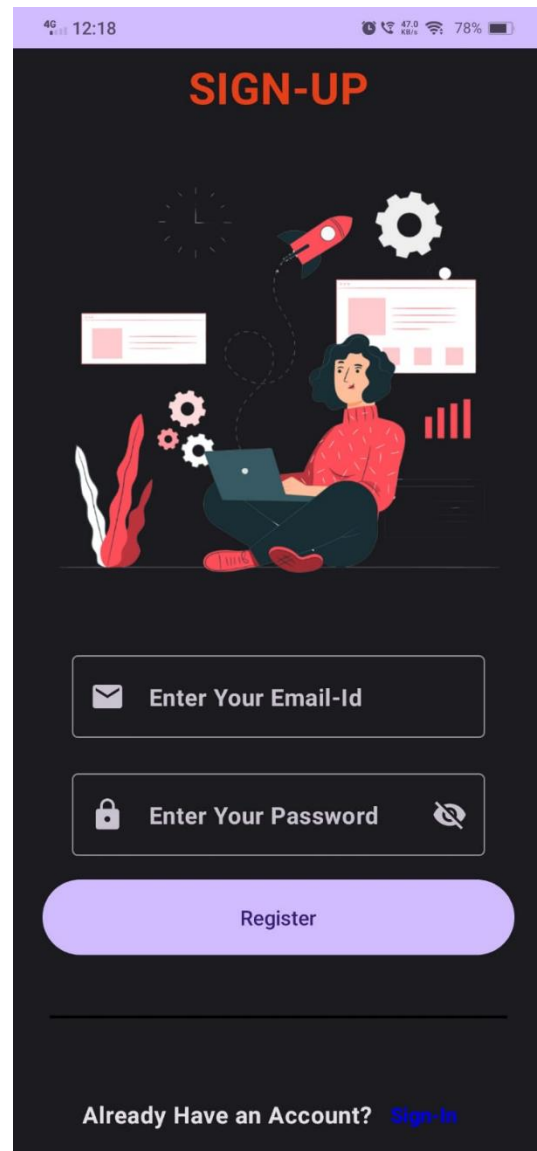 4G 12:18 47.0 KB/s 78%
SIGN-UP
Enter Your Email-Id
Enter Your Password
Register
Already Have an Account? Sign-In